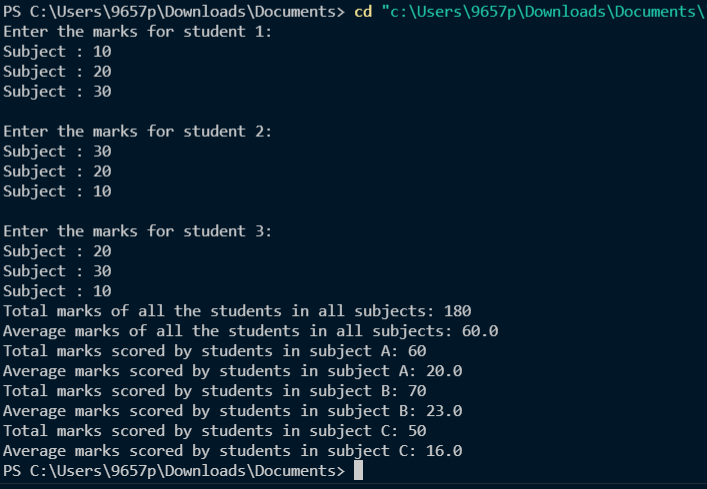 PS C:\Users\9657p\Downloads\Documents> cd "c:\Users\9657p\Downloads\Documents\
Enter the marks for student 1:
Subject : 10
Subject : 20
Subject : 30
Enter the marks for student 2:
Subject : 30
Subject : 20
Subject : 10
Enter the marks for student 3:
Subject : 20
Subject : 30
Subject : 10
Total marks of all the students in all subjects: 180
Average marks of all the students in all subjects: 60.0
Total marks scored by students in subject A: 60
Average marks scored by students in subject A: 20.0
Total marks scored by students in subject B: 70
Average marks scored by students in subject B: 23.0
Total marks scored by students in subject C: 50
Average marks scored by students in subject C: 16.0
PS C:\Users\9657p\Downloads\Documents>